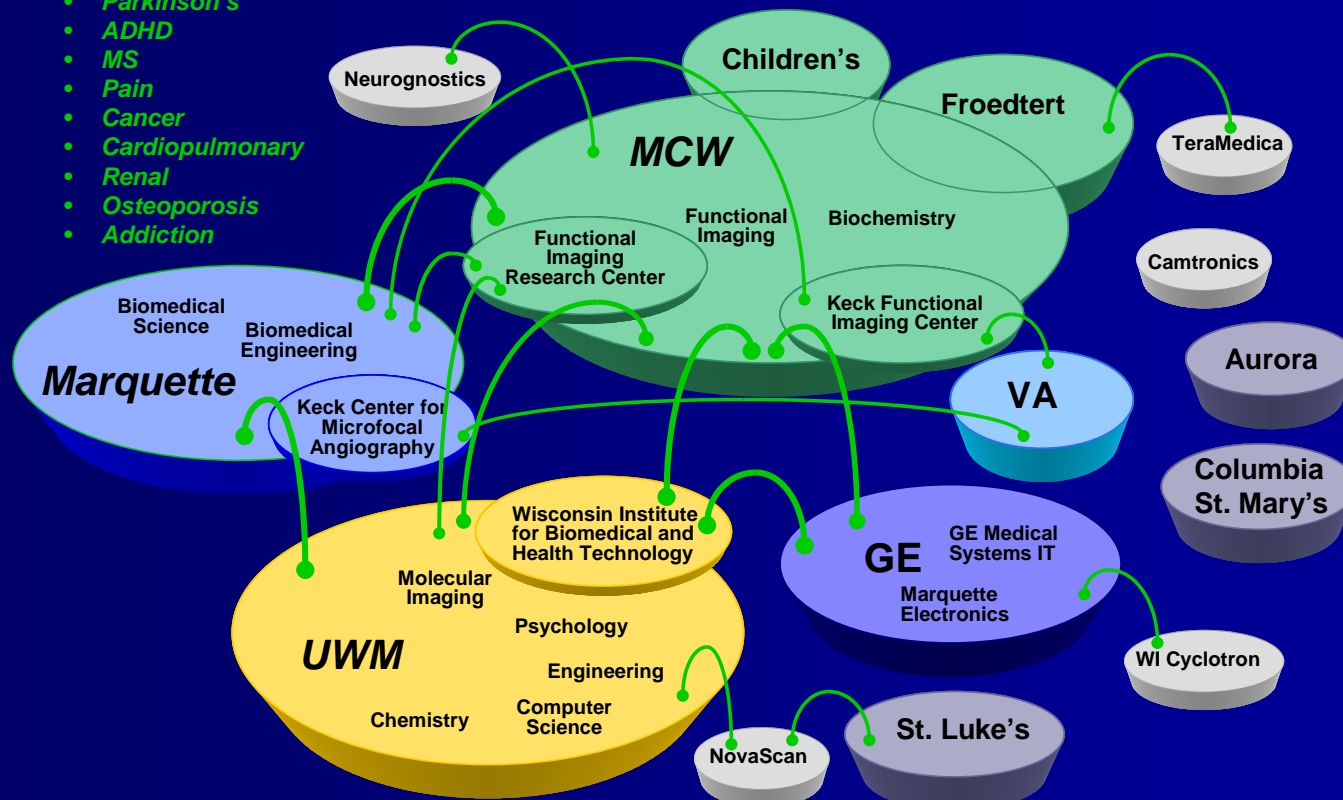 Parkinson's
• ADHD
• MS
• Pain
• Cancer
• Cardiopulmonary
• Renal
• Osteoporosis
• Addiction
Neurognostics
Children's
Froedtert
TeraMedica
MCW
Functional
Imaging
Biochemistry
Functional
Imaging
Research Center
Keck Functional
Imaging Center
Camtronics
Aurora
Columbia
St. Mary's
VA
Biomedical
Science
Biomedical
Engineering
Marquette
Keck Center for
Microfocal
Angiography
Wisconsin Institute
for Biomedical and
Health Technology
Molecular
Imaging
Psychology
UWM
Engineering
Chemistry
Computer
Science
GE
GE Medical
Systems IT
Marquette
Electronics
WI Cyclotron
NovaScan
St. Luke's